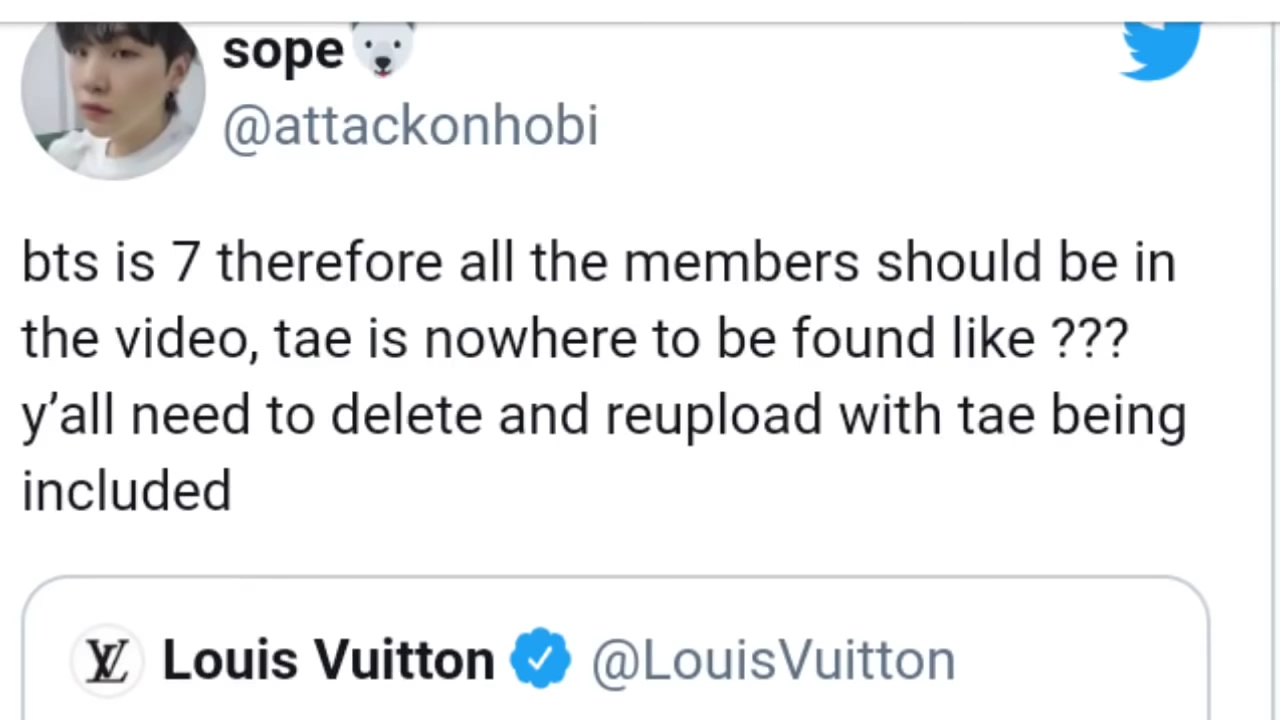 sope
@attackonhobi
bts is 7 therefore all the members should be in
the video, tae is nowhere to be found like ???
y’all need to delete and reupload with tae being
included
LV Louis Vuitton @LouisVuitton